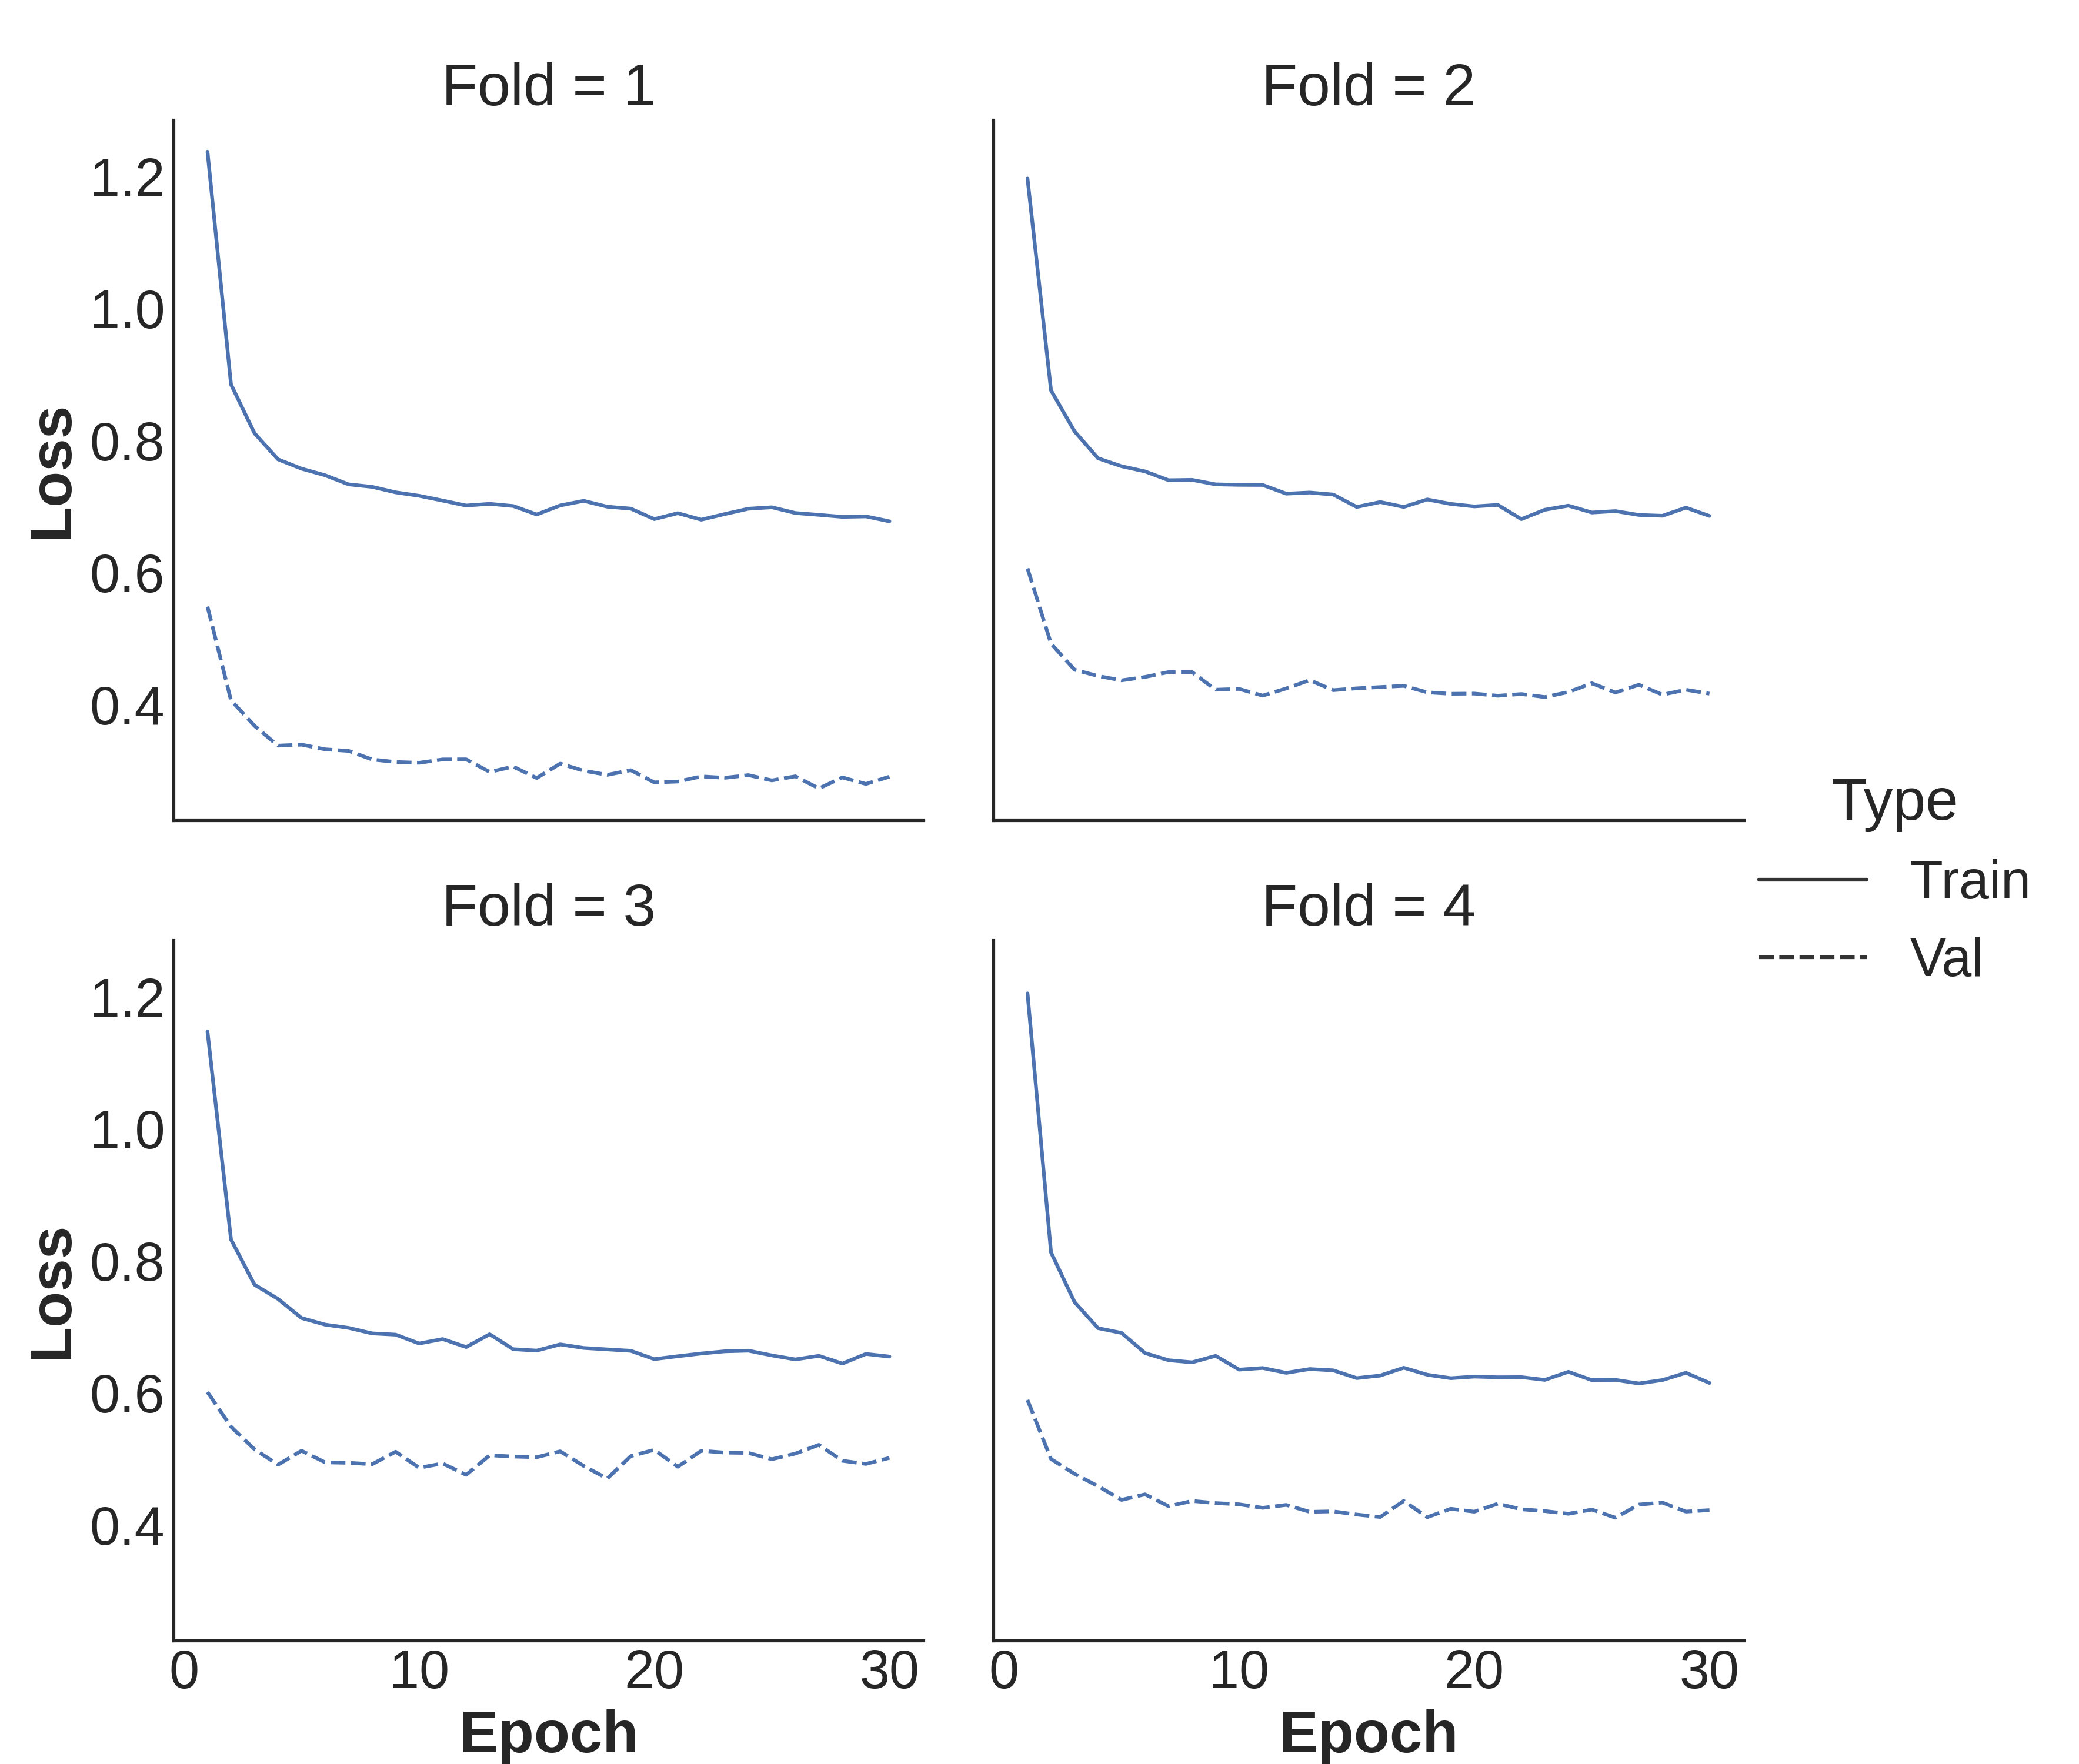 Fold = 1
Fold = 2
1.2
1.0
0.8
0.6
0.4
Loss
Type
Train
Val
Fold = 3
Fold = 4
1.2
1.0
0.8
0.6
0.4
Loss
0 10 20 30
0 10 20 30
Epoch
Epoch